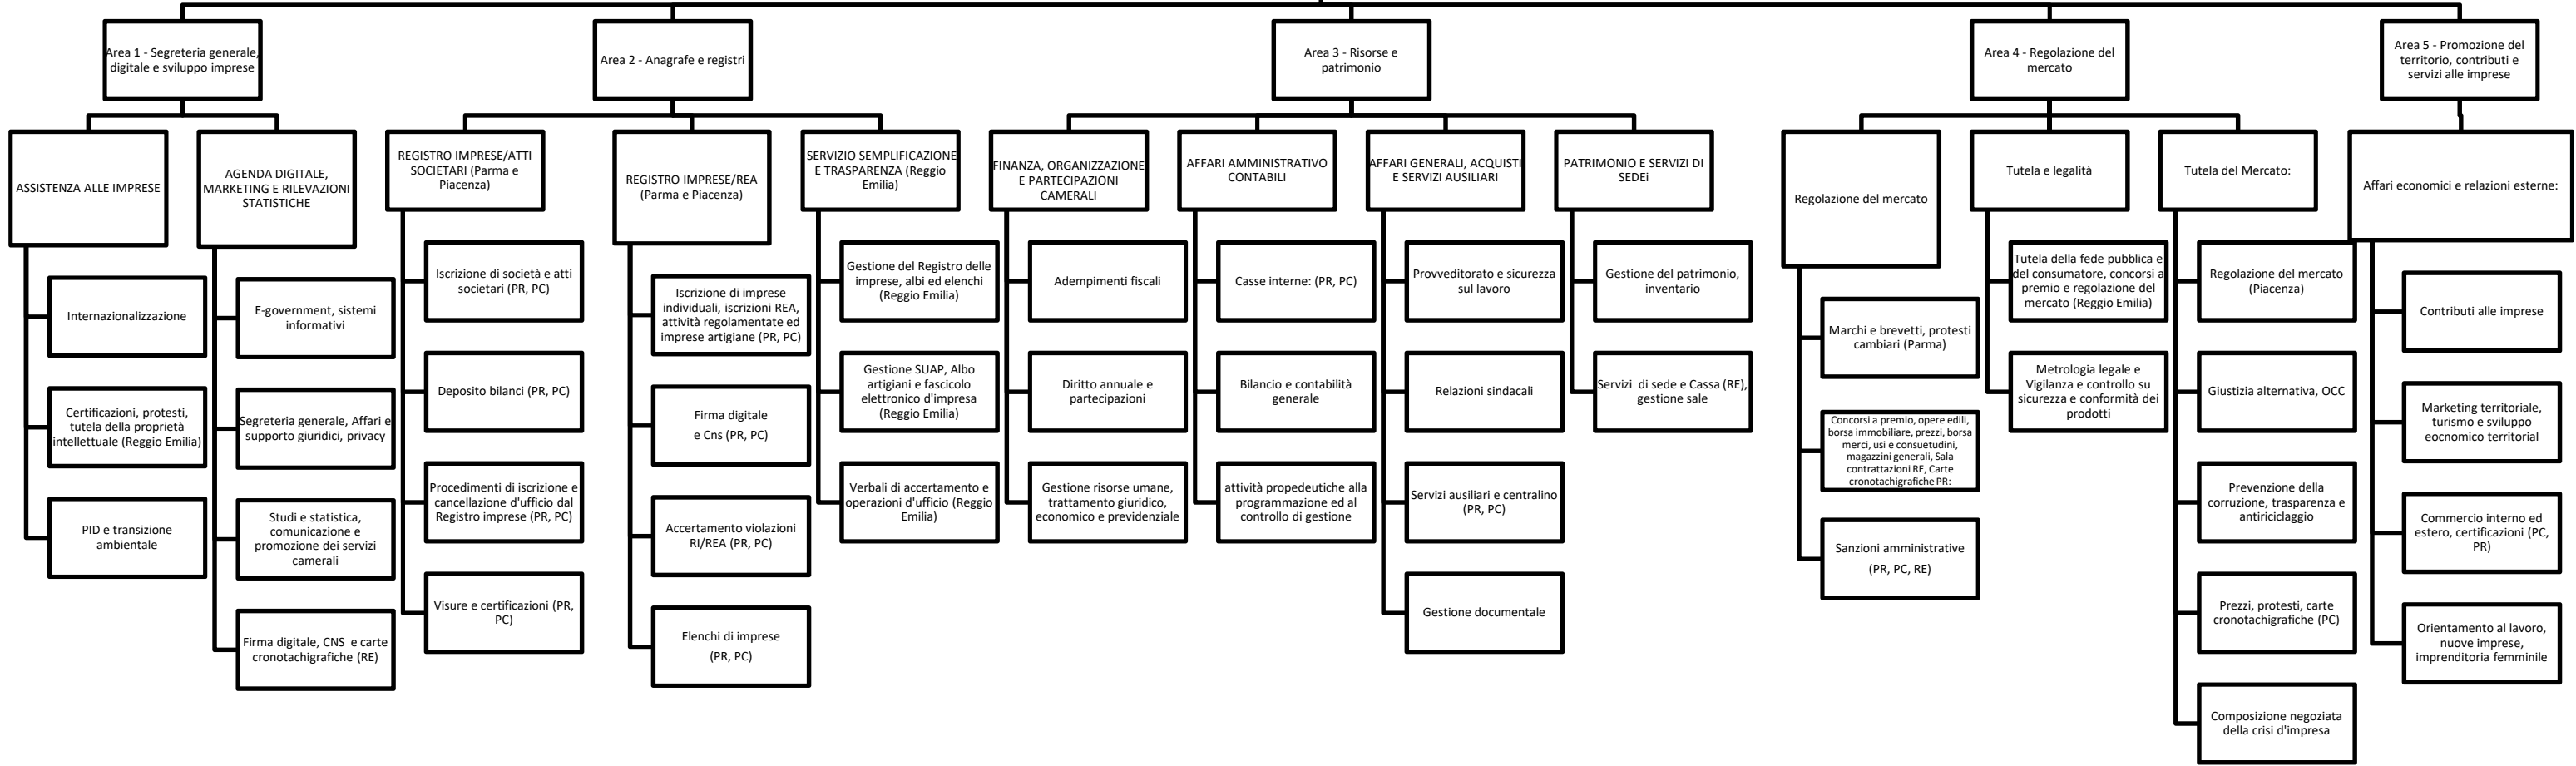 Area 1 - Segreteria generale,
digitale e sviluppo imprese
Area 2 - Anagrafe e registri
Area 3 - Risorse e
patrimonio
Area 4 - Regolazione del
mercato
Area 5 - Promozione del
territorio, contributi e
servizi alle imprese
ASSISTENZA ALLE IMPRESE
Internazionalizzazione
Certificazioni, protesti,
tutela della proprietà
intellettuale (Reggio Emilia)
PID e transizione
ambientale
AGENDA DIGITALE,
MARKETING E RILEVAZIONI
STATISTICHE
E-government, sistemi
informativi
Segreteria generale, Affari e
supporto giuridici, privacy
Studi e statistica,
comunicazione e
promozione dei servizi
camerali
Firma digitale, CNS e carte
cronotachigrafiche (RE)
REGISTRO IMPRESE/ATTI
SOCIETARI (Parma e
Piacenza)
Iscrizione di società e atti
societari (PR, PC)
Deposito bilanci (PR, PC)
Procedimenti di iscrizione e
cancellazione d'ufficio dal
Registro imprese (PR, PC)
Visure e certificazioni (PR,
PC)
REGISTRO IMPRESE/REA
(Parma e Piacenza)
Iscrizione di imprese
individuali, iscrizioni REA,
attività regolamentate ed
imprese artigiane (PR, PC)
Firma digitale
e Cns (PR, PC)
Accertamento violazioni
RI/REA (PR, PC)
Elenchi di imprese
(PR, PC)
SERVIZIO SEMPLIFICAZIONE
E TRASPARENZA (Reggio
Emilia)
Gestione del Registro delle
imprese, albi ed elenchi
(Reggio Emilia)
Gestione SUAP, Albo
artigiani e fascicolo
elettronico d'impresa
(Reggio Emilia)
Verbali di accertamento e
operazioni d'ufficio (Reggio
Emilia)
FINANZA, ORGANIZZAZIONE
E PARTECIPAZIONI
CAMERALI
Adempimenti fiscali
Diritto annuale e
partecipazioni
Gestione risorse umane,
trattamento giuridico,
economico e previdenziale
AFFARI AMMINISTRATIVO
CONTABILI
Casse interne: (PR, PC)
Bilancio e contabilità
generale
attività propedeutiche alla
programmazione ed al
controllo di gestione
AFFARI GENERALI, ACQUISTI
E SERVIZI AUSILIARI
Provveditorato e sicurezza
sul lavoro
Relazioni sindacali
Servizi ausiliari e centralino
(PR, PC)
Gestione documentale
PATRIMONIO E SERVIZI DI
SEDEi
Gestione del patrimonio,
inventario
Servizi di sede e Cassa (RE),
gestione sale
Regolazione del mercato
Marchi e brevetti, protesti
cambiari (Parma)
Concorsi a premio, opere edili,
borsa immobiliare, prezzi, borsa
merci, usi e consuetudini,
magazzini generali, Sala
contrattazioni RE, Carte
cronotachigrafiche PR:
Sanzioni amministrative
(PR, PC, RE)
Tutela e legalità
Tutela della fede pubblica e
del consumatore, concorsi a
premio e regolazione del
mercato (Reggio Emilia)
Metrologia legale e
Vigilanza e controllo su
sicurezza e conformità dei
prodotti
Tutela del Mercato:
Regolazione del mercato
(Piacenza)
Giustizia alternativa, OCC
Prevenzione della
corruzione, trasparenza e
antiriciclaggio
Prezzi, protesti, carte
cronotachigrafiche (PC)
Composizione negoziata
della crisi d'impresa
Affari economici e relazioni esterne:
Contributi alle imprese
Marketing territoriale,
turismo e sviluppo
eocnomico territorial
Commercio interno ed
estero, certificazioni (PC,
PR)
Orientamento al lavoro,
nuove imprese,
imprenditoria femminile